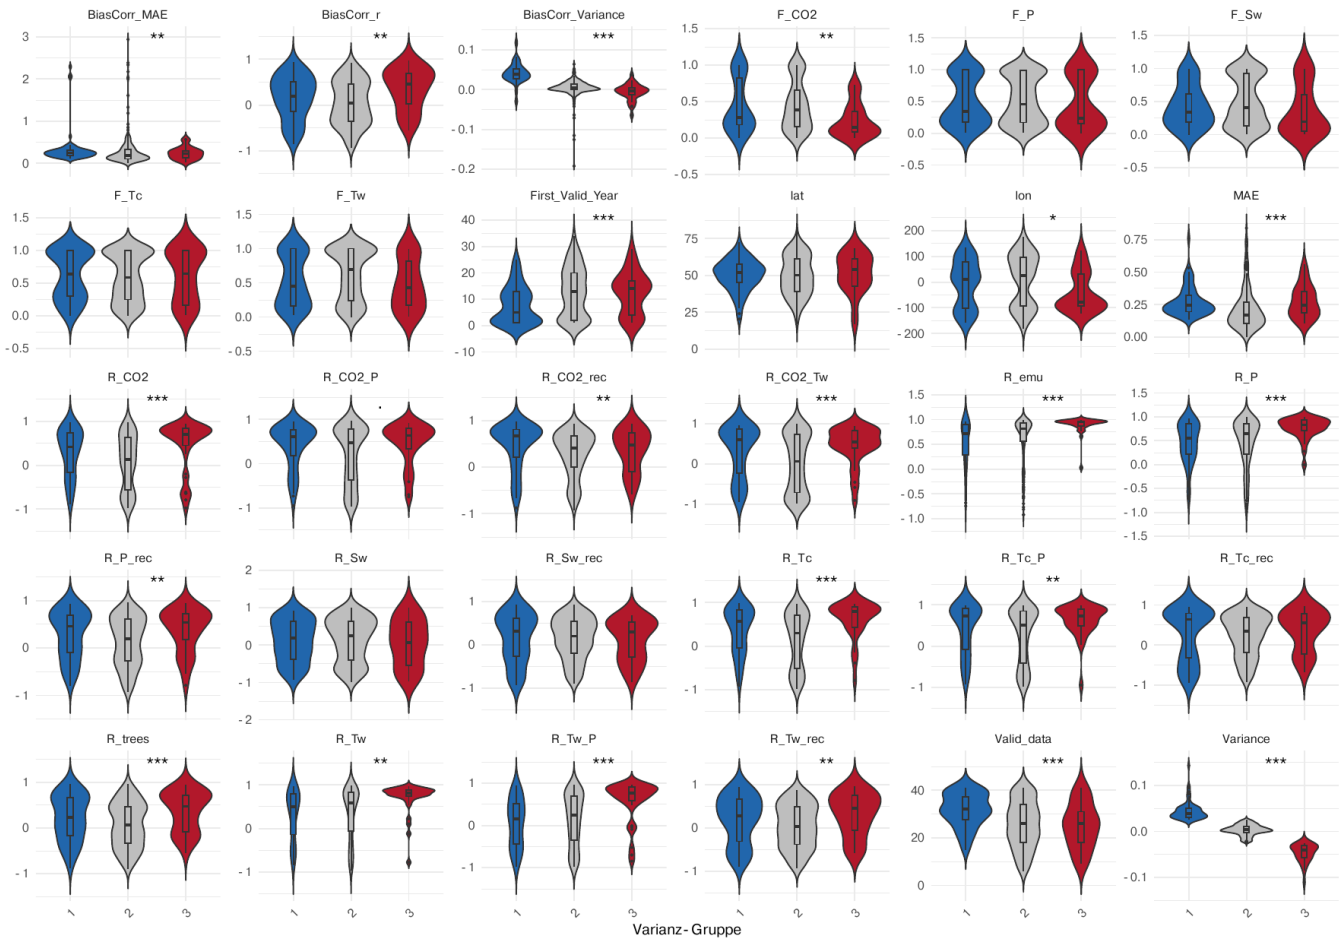 BiasCorr_MAE BiasCorr_r BiasCorr_Variance F_CO2 F_P F_Sw
** ** *** **
3 2 1 0
1 0 -1
0.1 0.0 -0.1 -0.2
1.5 1.0 0.5 0.0 -0.5
1.5 1.0 0.5 0.0 -0.5
1.5 1.0 0.5 0.0 -0.5
F_Tc F_Tw First_Valid_Year lat lon MAE
*** * ***
1.5 1.0 0.5 0.0 -0.5
1.5 1.0 0.5 0.0 -0.5
40 30 20 10 0 -10
75 50 25 0
200 100 0 -100 -200
0.75 0.50 0.25 0.00
R_CO2 R_CO2_P R_CO2_rec R_CO2_Tw R_emu R_P
*** . ** *** *** ***
1 0 -1
1 0 -1
1 0 -1
1 0 -1
1.5 1.0 0.5 0.0 -0.5 -1.0
1.5 1.0 0.5 0.0 -0.5 -1.0 -1.5
R_P_rec R_Sw R_Sw_rec R_Tc R_Tc_P R_Tc_rec
** *** **
1 0 -1
2 1 0 -1 -2
1 0 -1
1 0 -1
1 0 -1
1 0 -1
R_trees R_Tw R_Tw_P R_Tw_rec Valid_data Variance
*** ** *** ** *** ***
1 0 -1
1 0 -1
1 0 -1
1 0 -1
40 20 0
0.1 0.0 -0.1
1 2 3 1 2 3 1 2 3 1 2 3 1 2 3 1 2 3
Varianz-Gruppe